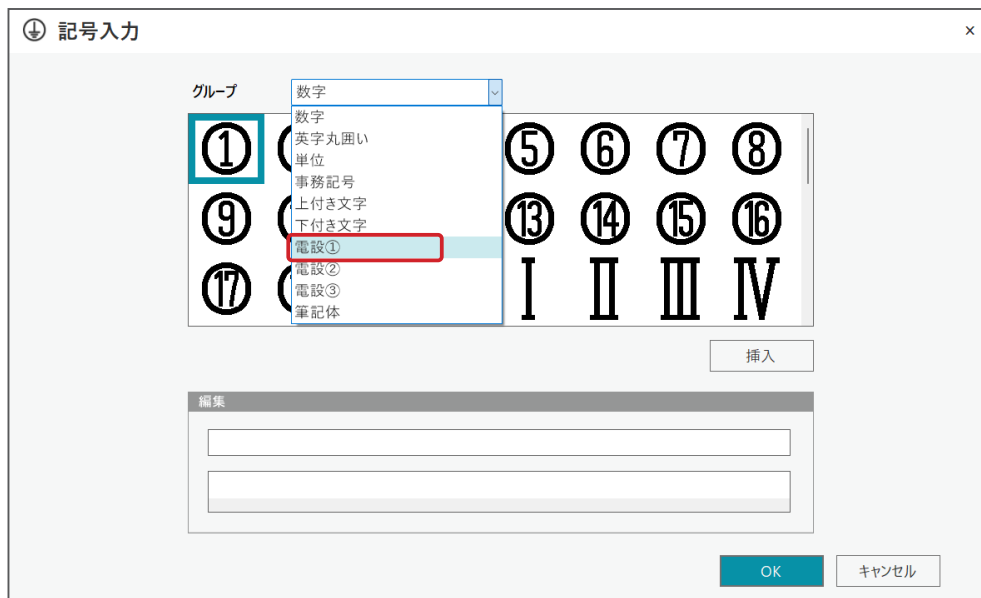 記号入力
×
グループ
数字
数字
英字丸囲い
単位
事務記号
上付き文字
下付き文字
電設①
電設②
電設③
筆記体
① ⑤ ⑥ ⑦ ⑧
⑨ ⑬ ⑭ ⑮ ⑯
⑰ Ⅰ Ⅱ Ⅲ Ⅳ
挿入
編集
OK
キャンセル